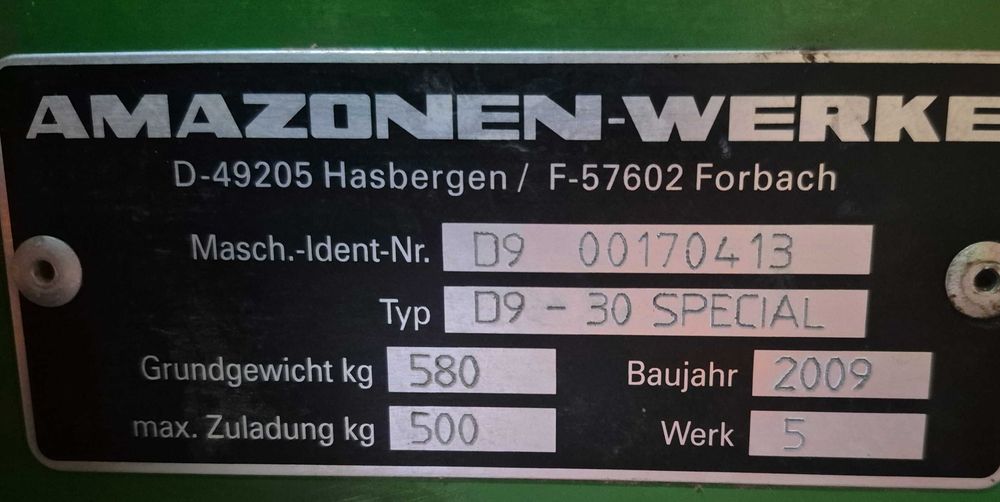 AMAZONEN-WERKE
D-49205 Hasbergen / F-57602 Forbach
Masch.-Ident-Nr. D9 00170413
Typ D9 - 30 SPECIAL
Grundgewicht kg 580 Baujahr 2009
max. Zuladung kg 500 Werk 5